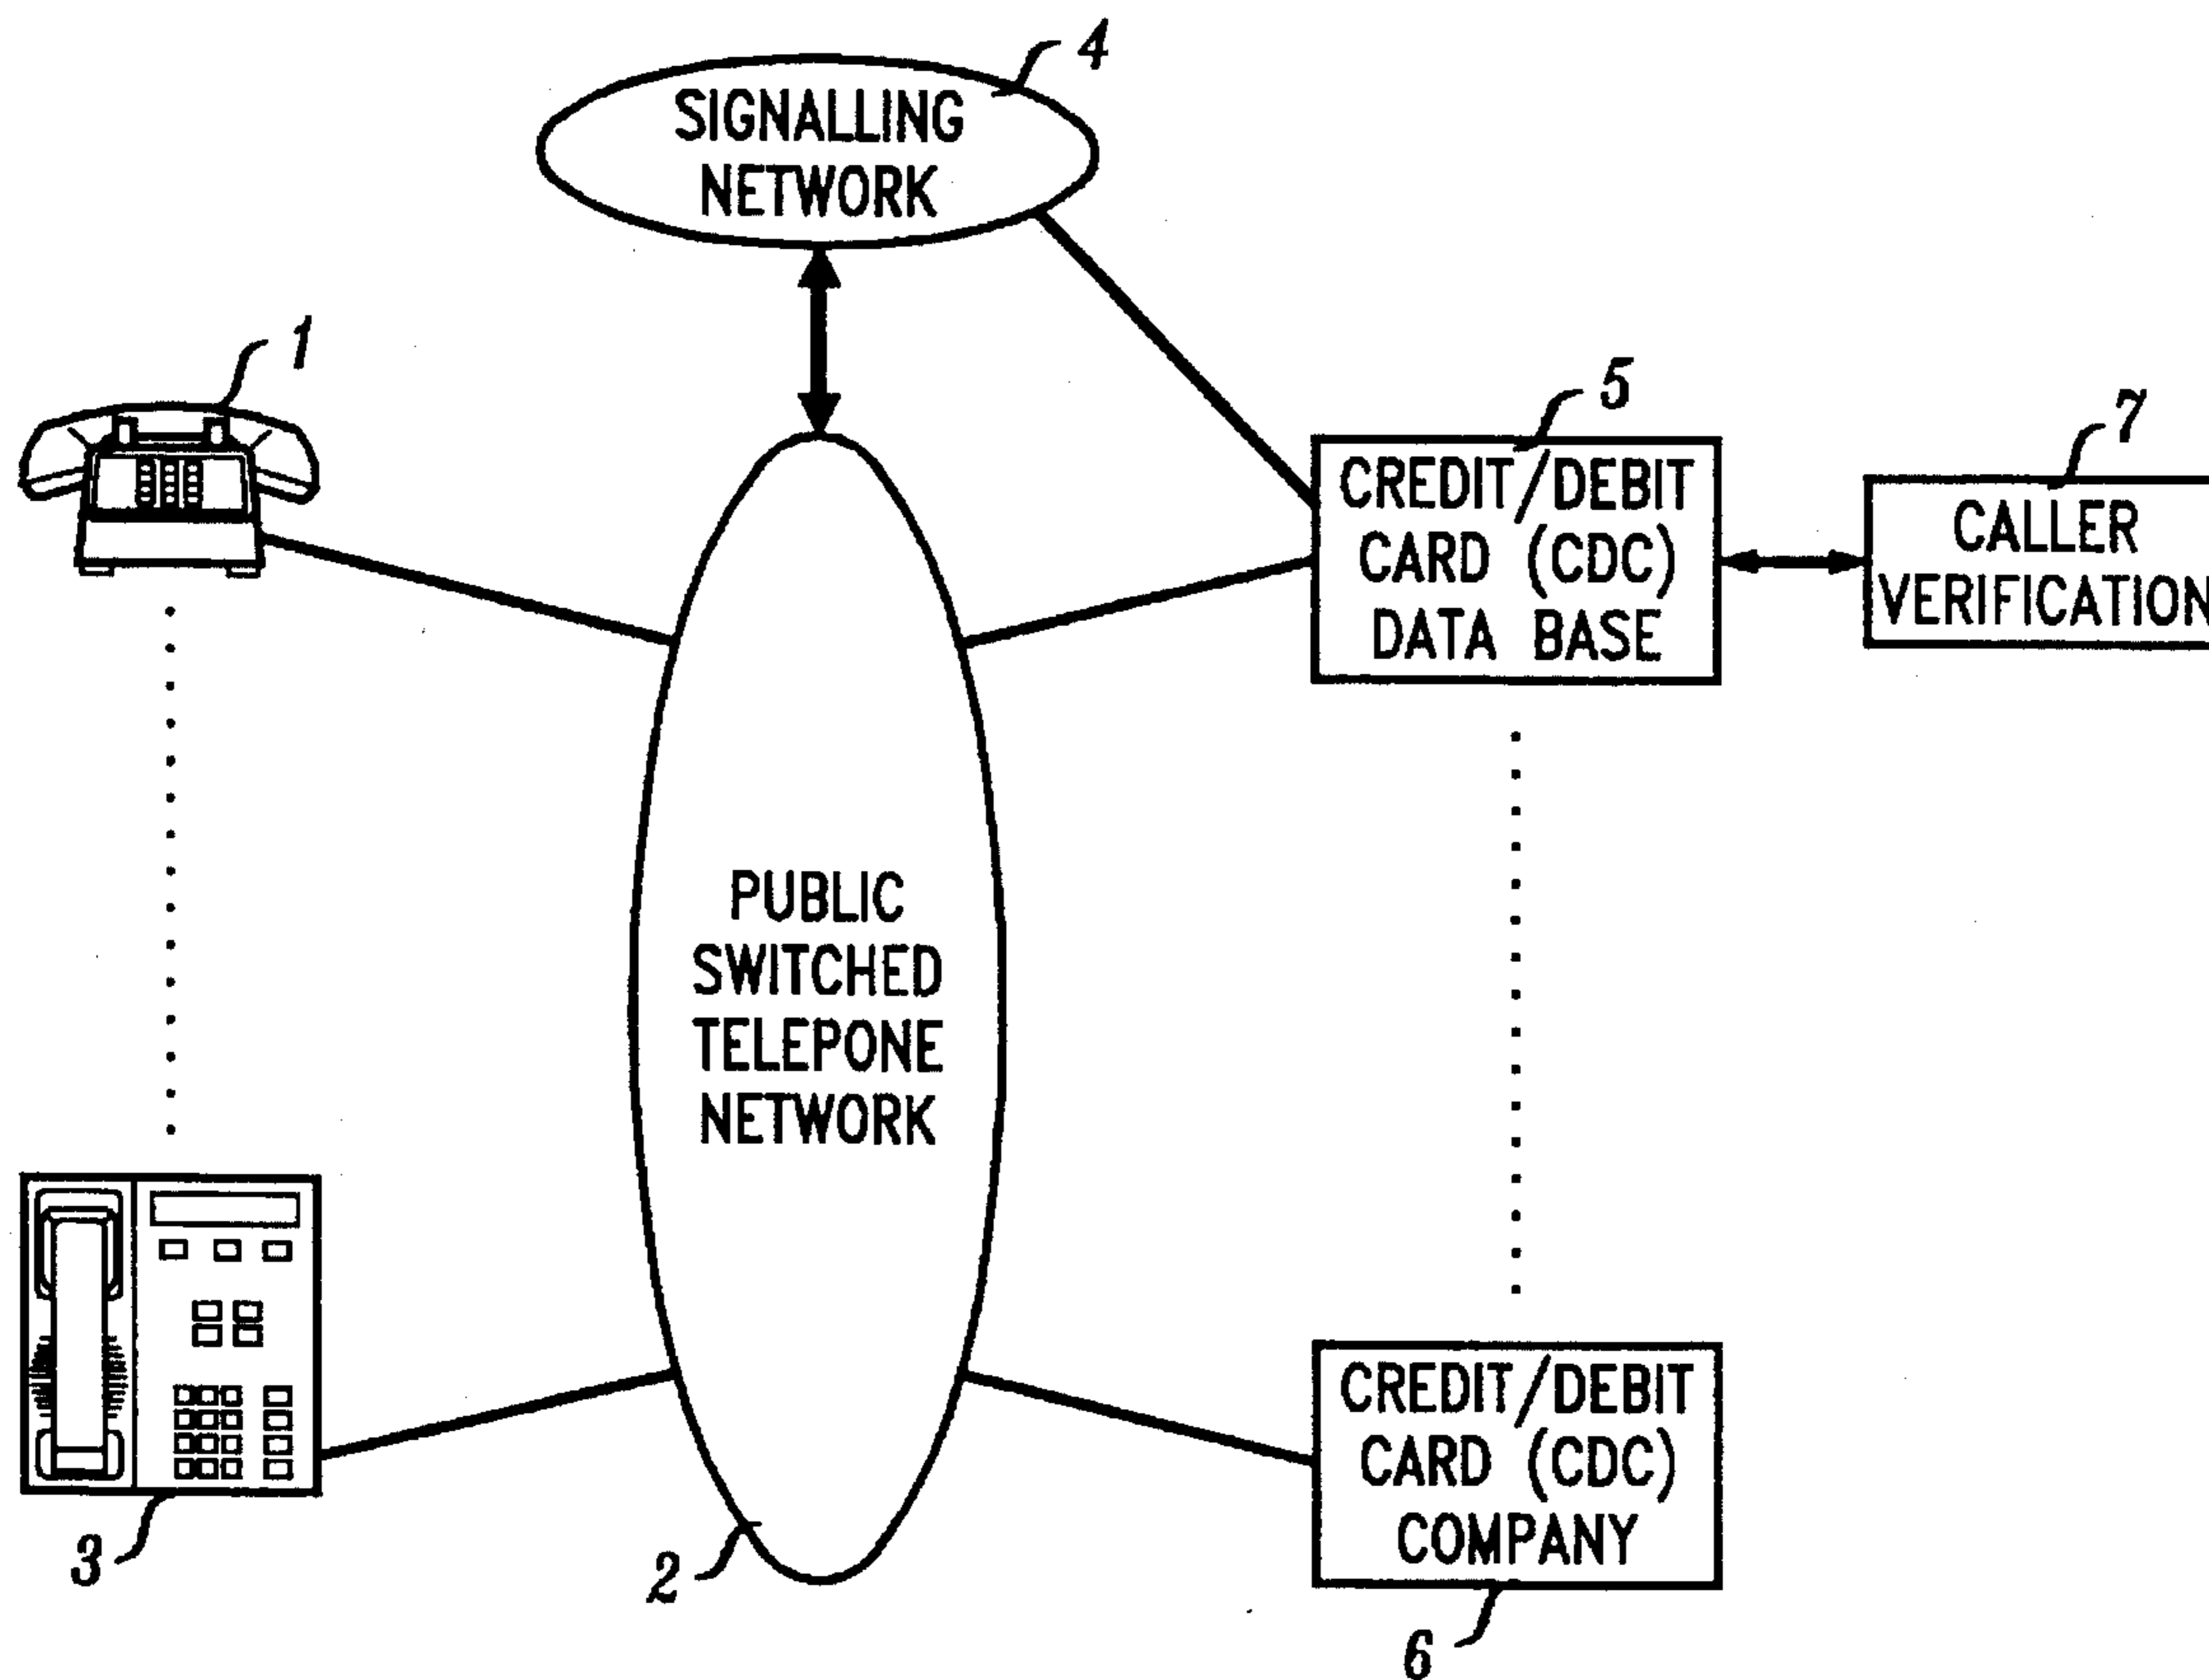 4
SIGNALLING
NETWORK
1
5
CREDIT/DEBIT
CARD (CDC)
DATA BASE
7
CALLER
VERIFICATION
PUBLIC
SWITCHED
TELEPONE
NETWORK
3
2
CREDIT/DEBIT
CARD (CDC)
COMPANY
6